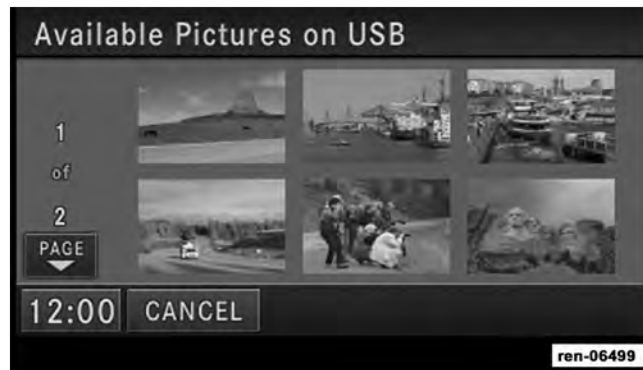 Available Pictures on USB
1
of
2
PAGE
12:00 CANCEL
ren-06499